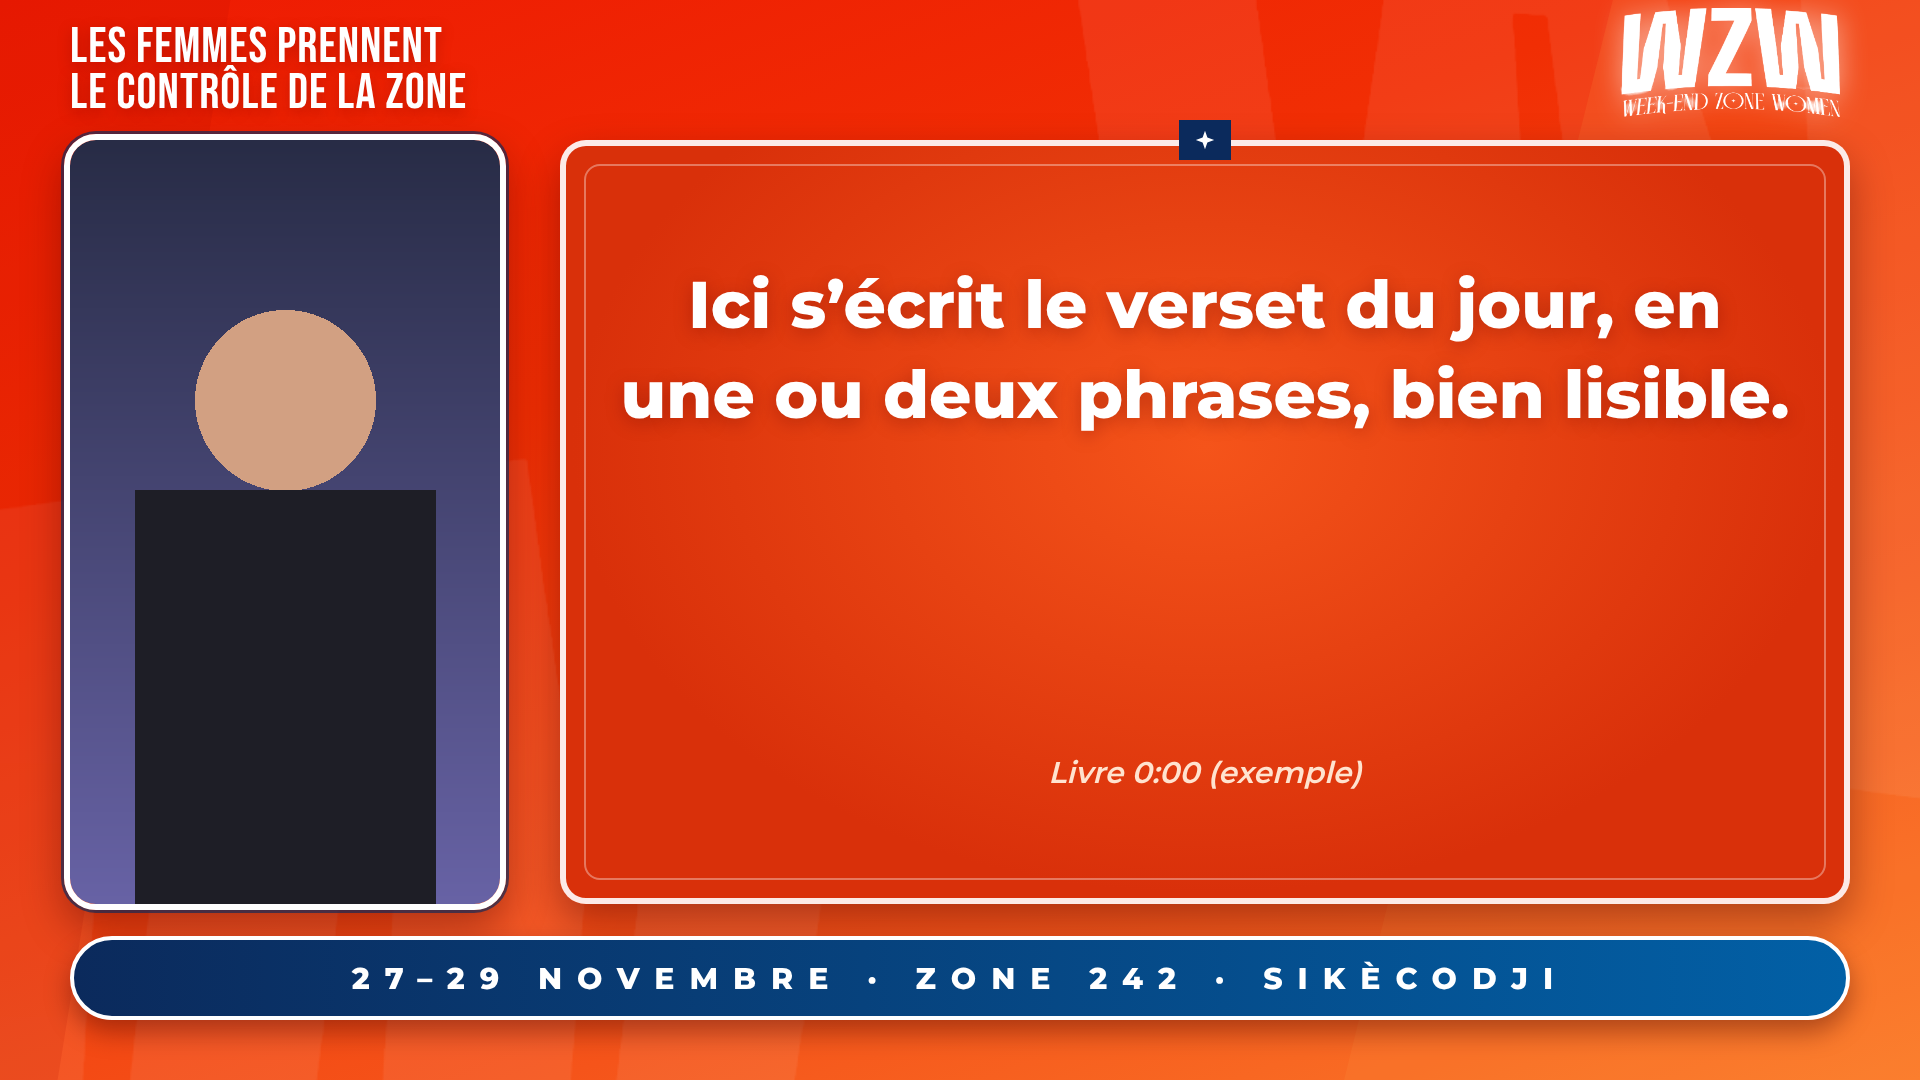 LES FEMMES PRENNENT
LE CONTRÔLE DE LA ZONE
WZW
WEEK-END ZONE WOMEN
Ici s’écrit le verset du jour, en
une ou deux phrases, bien lisible.
Livre 0:00 (exemple)
27–29 NOVEMBRE · ZONE 242 · SIKÈCODJI